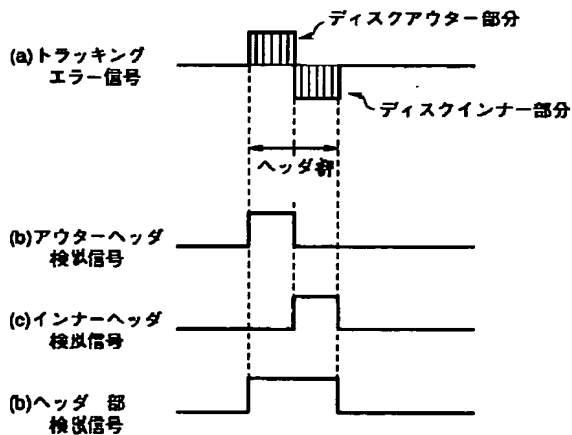 ディスクアウター部分
(a)トラッキング
エラー信号
ディスクインナー部分
ヘッダ部
(b)アウターヘッダ
検出信号
(c)インナーヘッダ
検出信号
(b)ヘッダ 部
検出信号